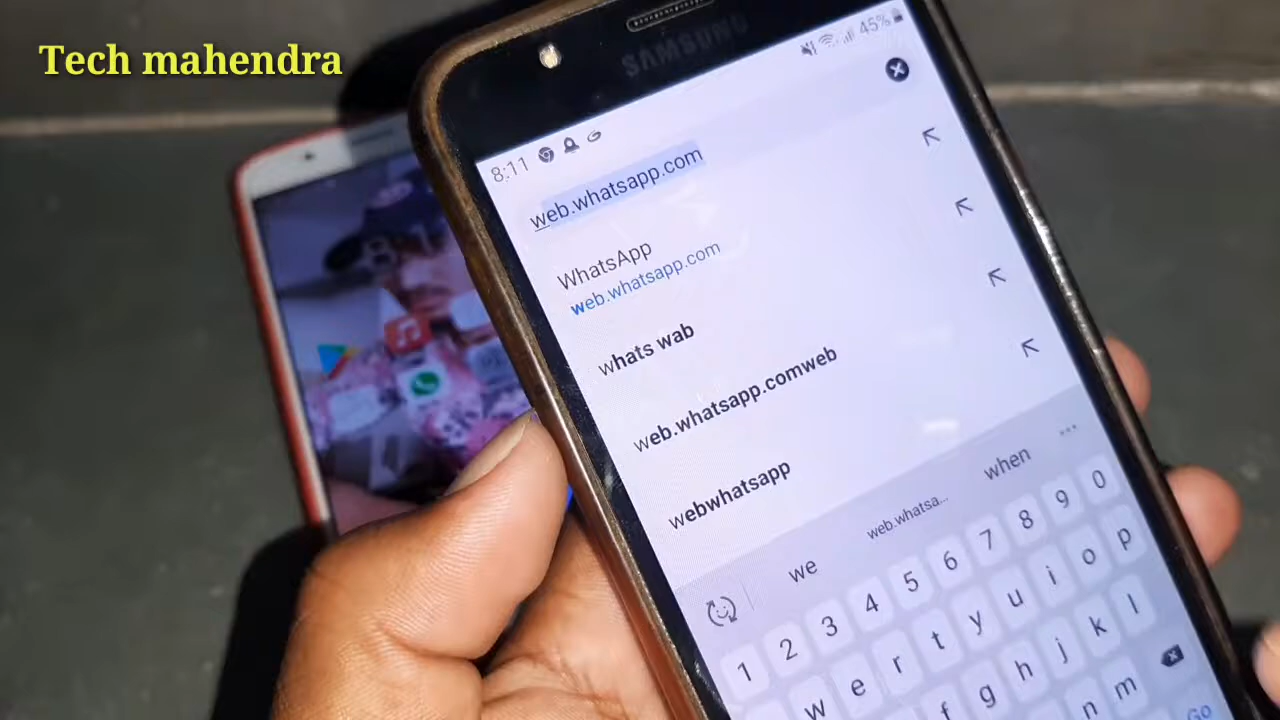 Tech mahendra
SAMSUNG
45%
8:11
web.whatsapp.com
WhatsApp
web.whatsapp.com
whats wab
web.whatsapp.comweb
webwhatsapp
we
web.whatsa...
when
1 2 3 4 5 6 7 8 9 0
w e r t y u i o p
f g h j k l
n m
Go